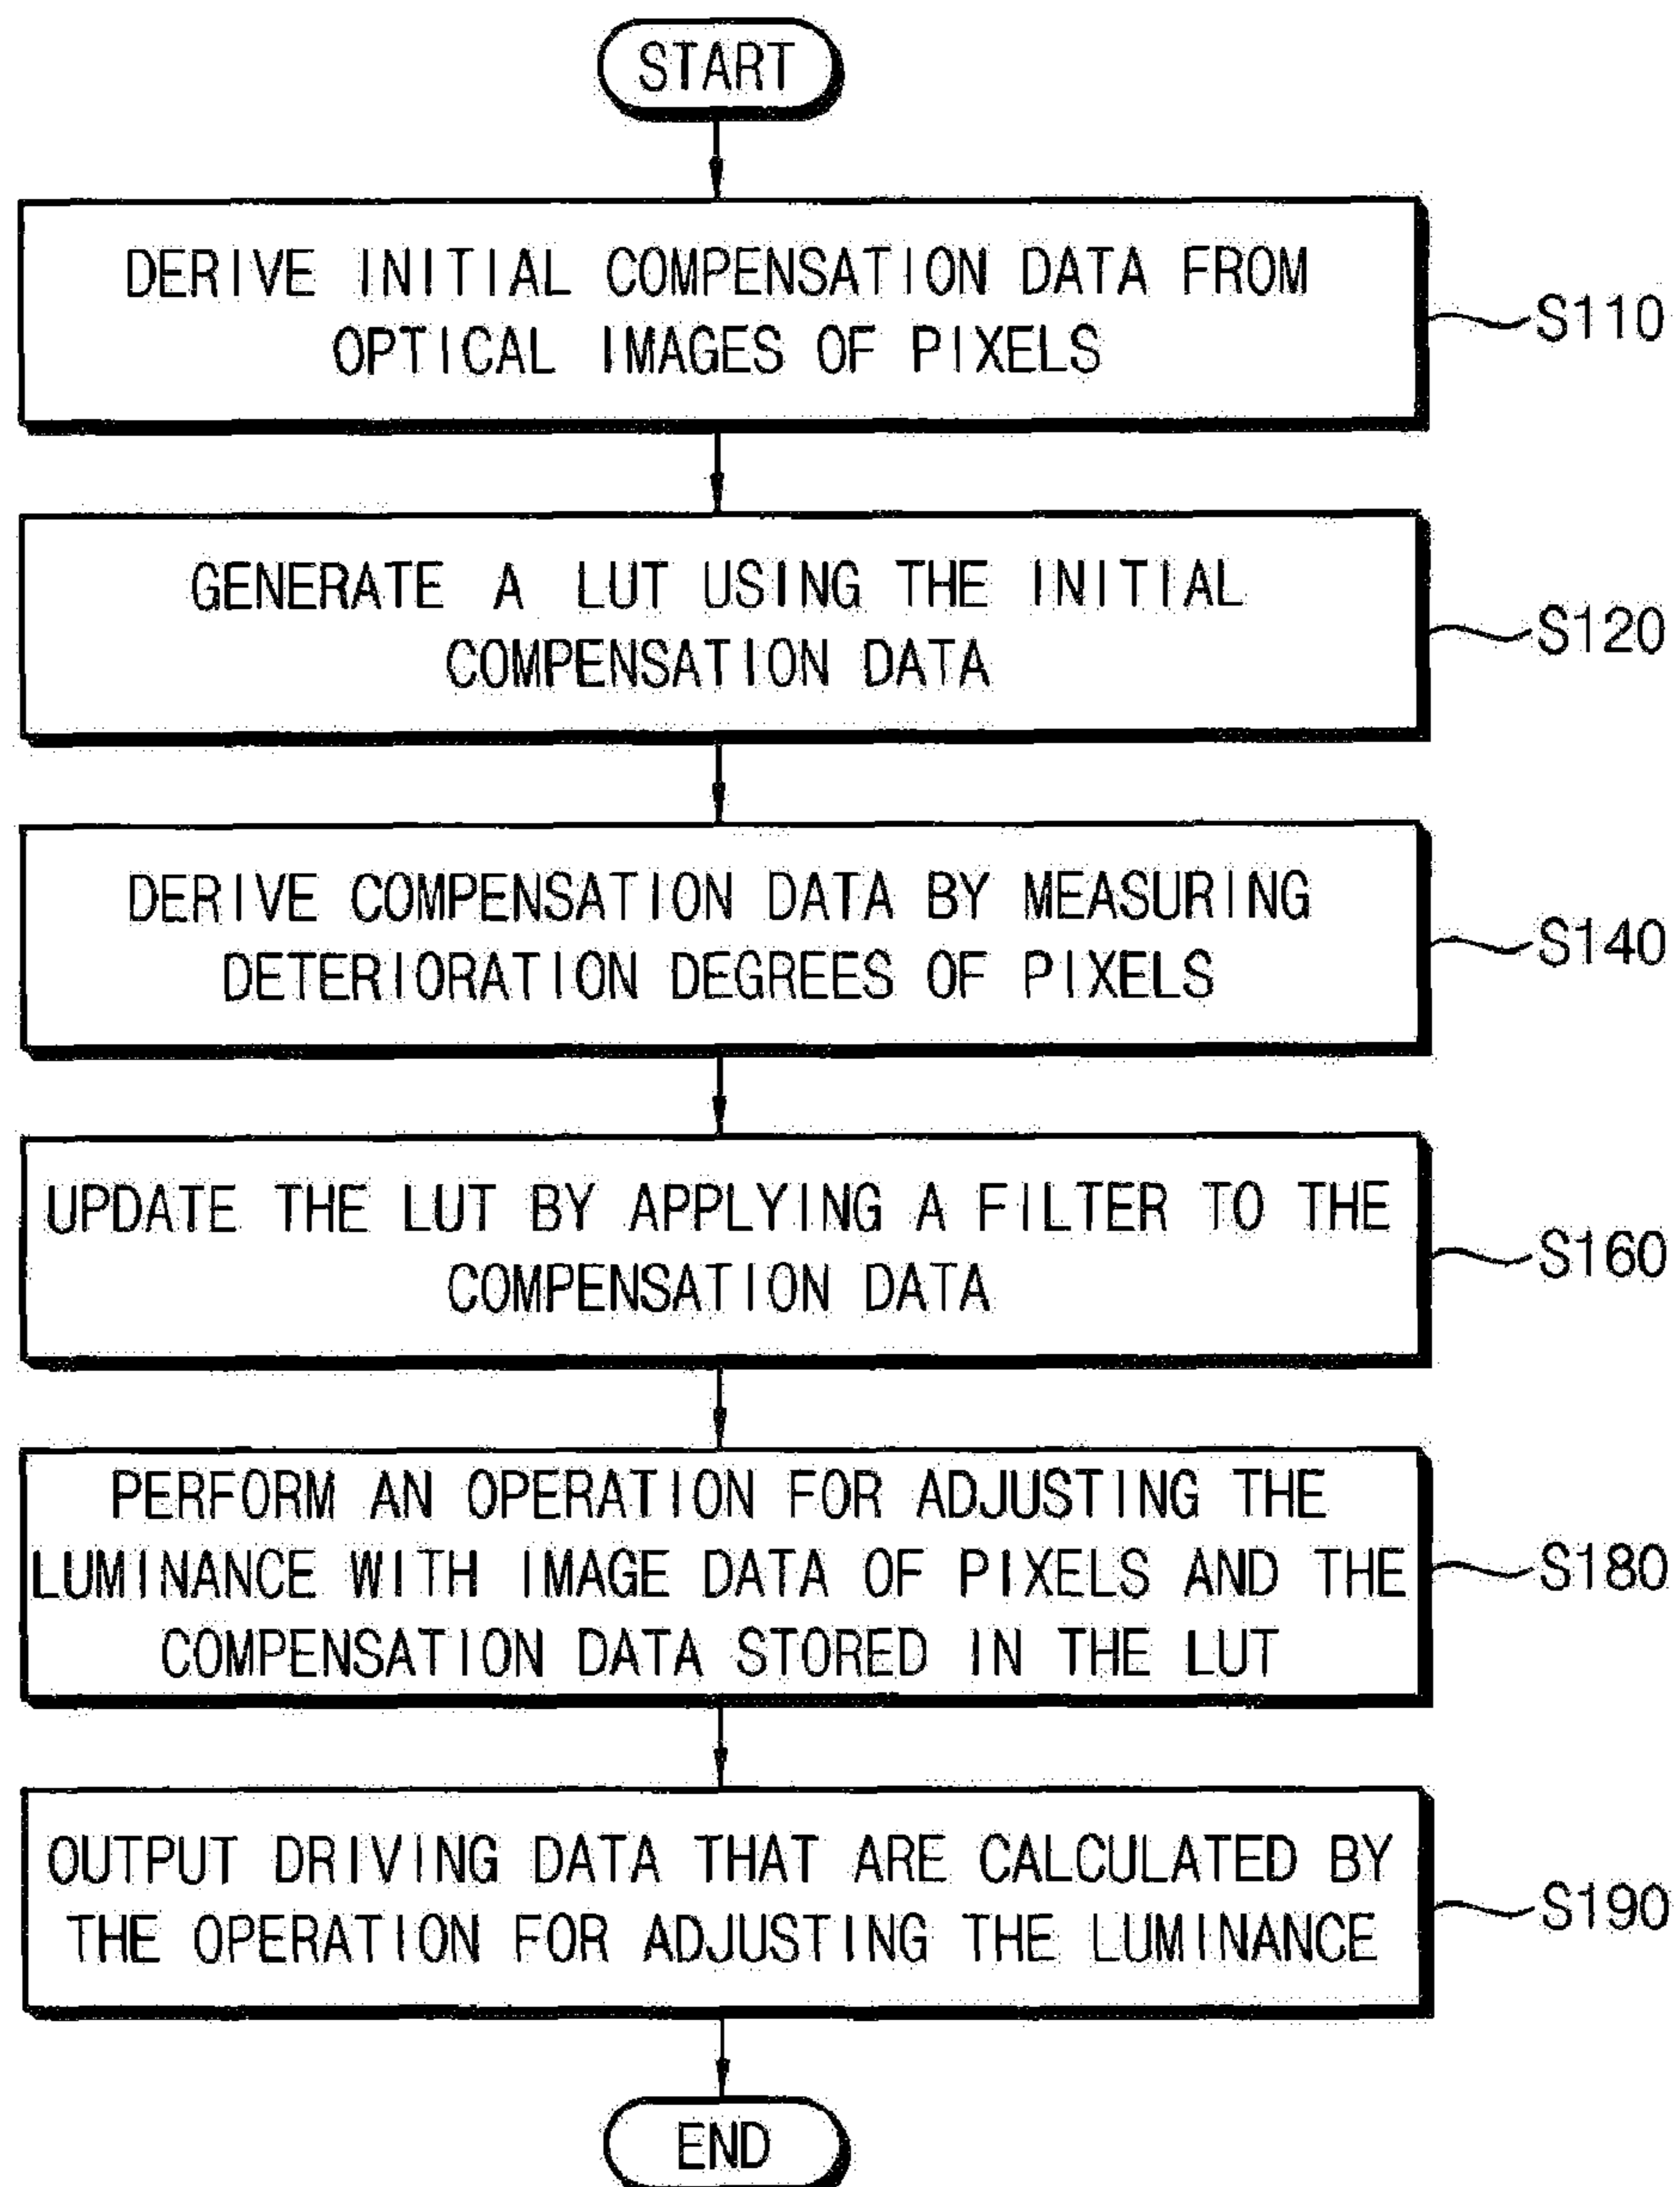 START
DERIVE INITIAL COMPENSATION DATA FROM
OPTICAL IMAGES OF PIXELS
S110
GENERATE A LUT USING THE INITIAL
COMPENSATION DATA
S120
DERIVE COMPENSATION DATA BY MEASURING
DETERIORATION DEGREES OF PIXELS
S140
UPDATE THE LUT BY APPLYING A FILTER TO THE
COMPENSATION DATA
S160
PERFORM AN OPERATION FOR ADJUSTING THE
LUMINANCE WITH IMAGE DATA OF PIXELS AND THE
COMPENSATION DATA STORED IN THE LUT
S180
OUTPUT DRIVING DATA THAT ARE CALCULATED BY
THE OPERATION FOR ADJUSTING THE LUMINANCE
S190
END